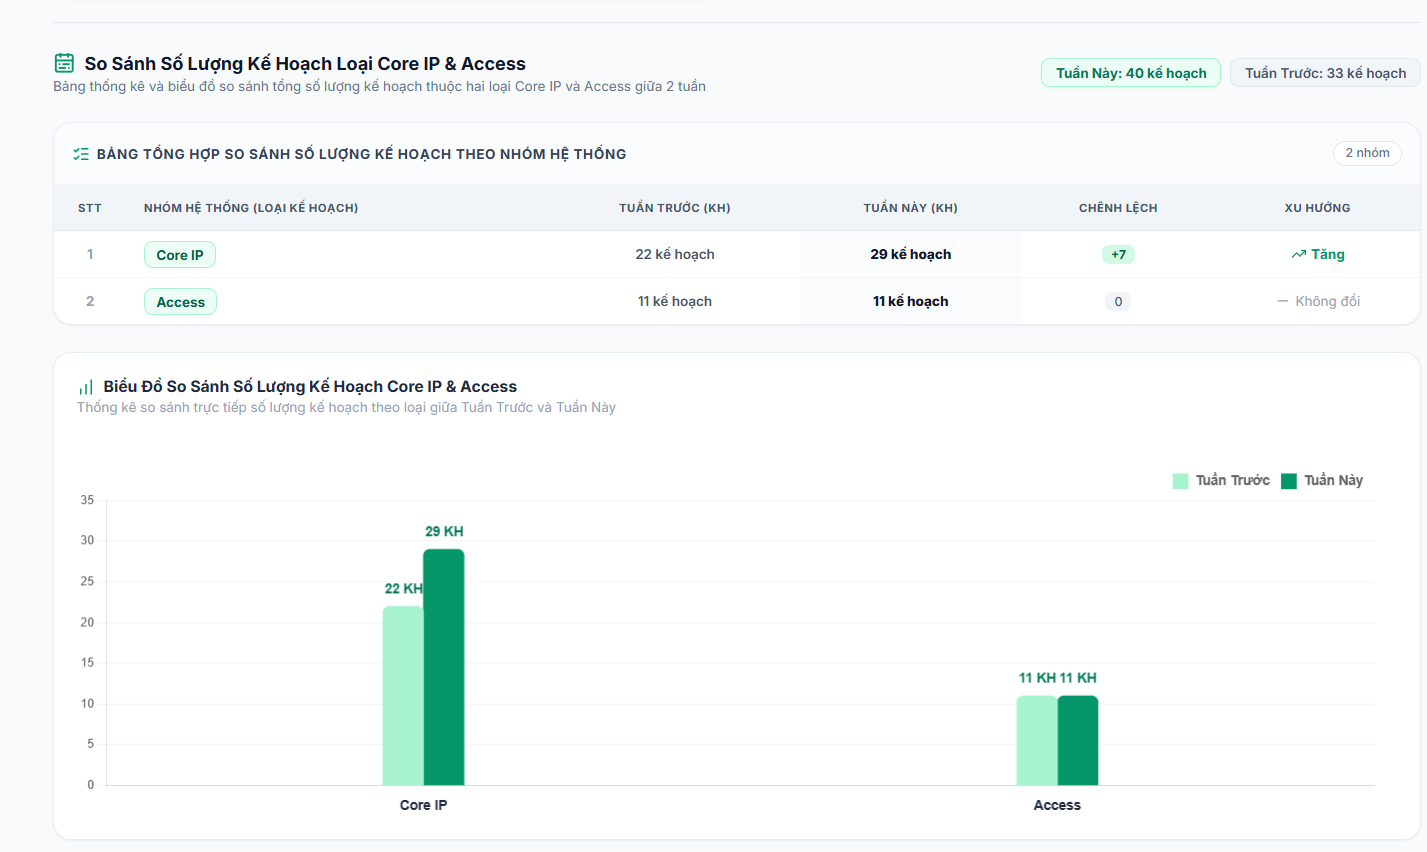 So Sánh Số Lượng Kế Hoạch Loại Core IP & Access
Bảng thống kê và biểu đồ so sánh tổng số lượng kế hoạch thuộc hai loại Core IP và Access giữa 2 tuần
Tuần Này: 40 kế hoạch
Tuần Trước: 33 kế hoạch
BẢNG TỔNG HỢP SO SÁNH SỐ LƯỢNG KẾ HOẠCH THEO NHÓM HỆ THỐNG
2 nhóm
STT NHÓM HỆ THỐNG (LOẠI KẾ HOẠCH) TUẦN TRƯỚC (KH) TUẦN NÀY (KH) CHÊNH LỆCH XU HƯỚNG
1 Core IP 22 kế hoạch 29 kế hoạch +7 Tăng
2 Access 11 kế hoạch 11 kế hoạch 0 Không đổi
Biểu Đồ So Sánh Số Lượng Kế Hoạch Core IP & Access
Thống kê so sánh trực tiếp số lượng kế hoạch theo loại giữa Tuần Trước và Tuần Này
Tuần Trước Tuần Này
35
30
25
20
15
10
5
0
29 KH
22 KH
11 KH 11 KH
Core IP Access